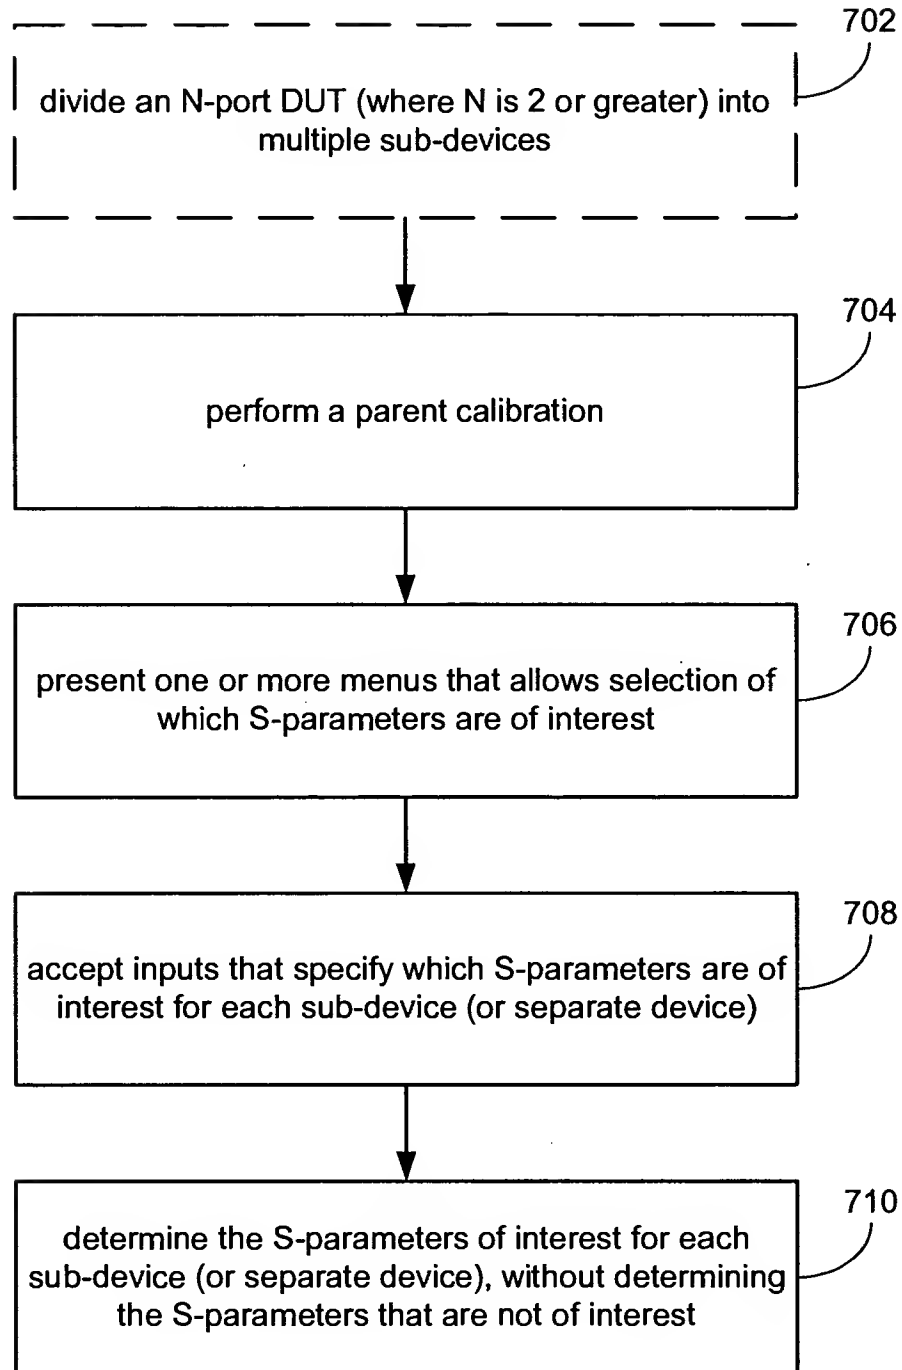 702
divide an N-port DUT (where N is 2 or greater) into
multiple sub-devices
704
perform a parent calibration
706
present one or more menus that allows selection of
which S-parameters are of interest
708
accept inputs that specify which S-parameters are of
interest for each sub-device (or separate device)
710
determine the S-parameters of interest for each
sub-device (or separate device), without determining
the S-parameters that are not of interest